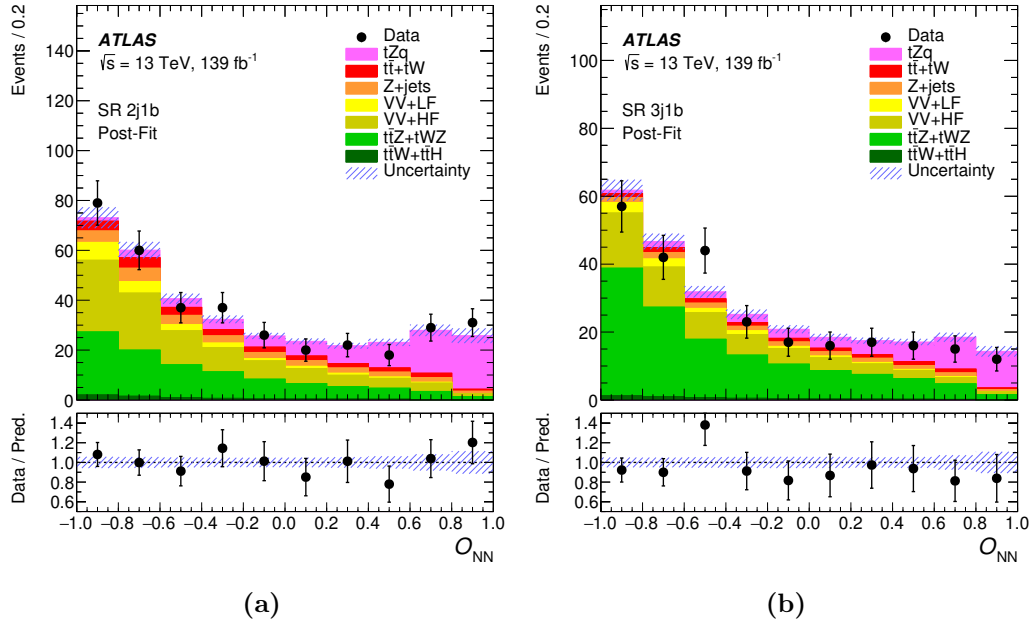 Events / 0.2
160
140
120
100
80
60
40
20
0
ATLAS
√s = 13 TeV, 139 fb⁻¹
SR 2j1b
Post-Fit
Data
tZq
tt̄+tW
Z+jets
VV+LF
VV+HF
tt̄Z+tWZ
tt̄W+tt̄H
Uncertainty
Data / Pred.
1.4
1.2
1.0
0.8
0.6
−1.0 −0.8 −0.6 −0.4 −0.2 0.0 0.2 0.4 0.6 0.8 1.0
O_NN
(a)
Events / 0.2
100
80
60
40
20
0
ATLAS
√s = 13 TeV, 139 fb⁻¹
SR 3j1b
Post-Fit
Data
tZq
tt̄+tW
Z+jets
VV+LF
VV+HF
tt̄Z+tWZ
tt̄W+tt̄H
Uncertainty
Data / Pred.
1.4
1.2
1.0
0.8
0.6
−1.0 −0.8 −0.6 −0.4 −0.2 0.0 0.2 0.4 0.6 0.8 1.0
O_NN
(b)